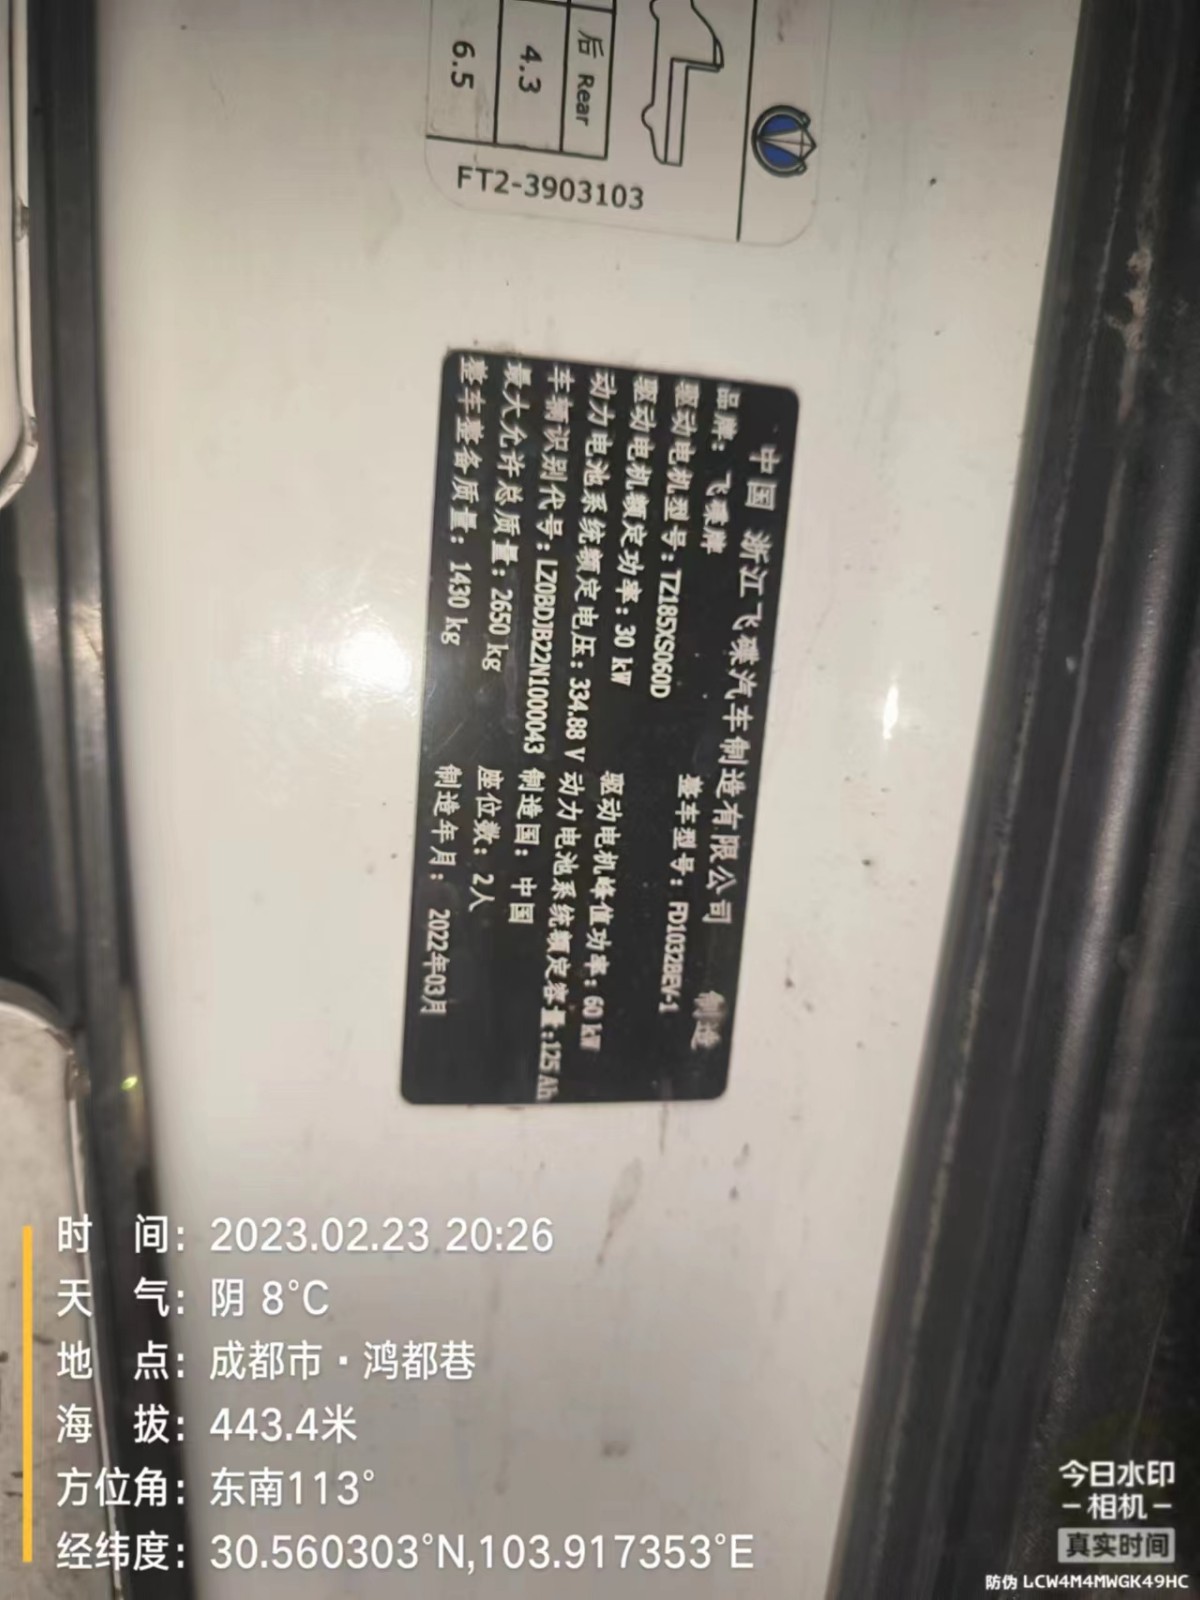 后 Rear
4.3
6.5
FT2-3903103
中国 浙江飞碟汽车制造有限公司 制造
品牌：飞碟牌 整车型号：FD1032BEV-1
驱动电机型号：TZ185XS060D
驱动电机额定功率：30 kW 驱动电机峰值功率：60 kW
动力电池系统额定电压：334.88 V 动力电池系统额定容量：125 Ah
车辆识别代号：LZ0BDJB22N1000043 制造国：中国
最大允许总质量：2650 kg 座位数：2人
整车整备质量：1430 kg 制造年月：2022年03月
时 间：2023.02.23 20:26
天 气：阴 8°C
地 点：成都市·鸿都巷
海 拔：443.4米
方位角：东南113°
经纬度：30.560303°N,103.917353°E
今日水印
-相机-
真实时间
防伪 LCW4M4MWGK49HC